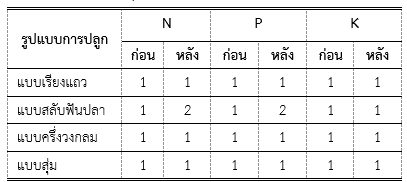 รูปแบบการปลูก N P K
ก่อน หลัง ก่อน หลัง ก่อน หลัง
แบบเรียงแถว 1 1 1 1 1 1
แบบสลับฟันปลา 1 2 1 2 1 1
แบบครึ่งวงกลม 1 1 1 1 1 1
แบบสุ่ม 1 1 1 1 1 1